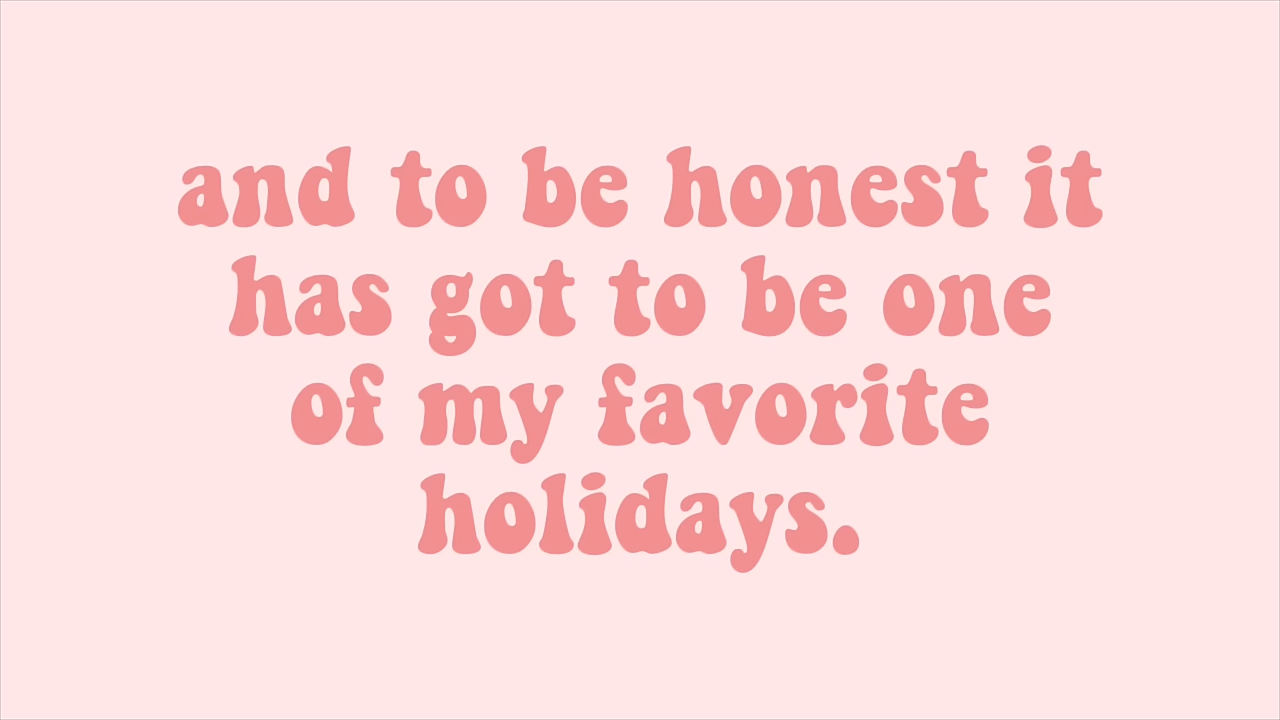 and to be honest it
has got to be one
of my favorite
holidays.